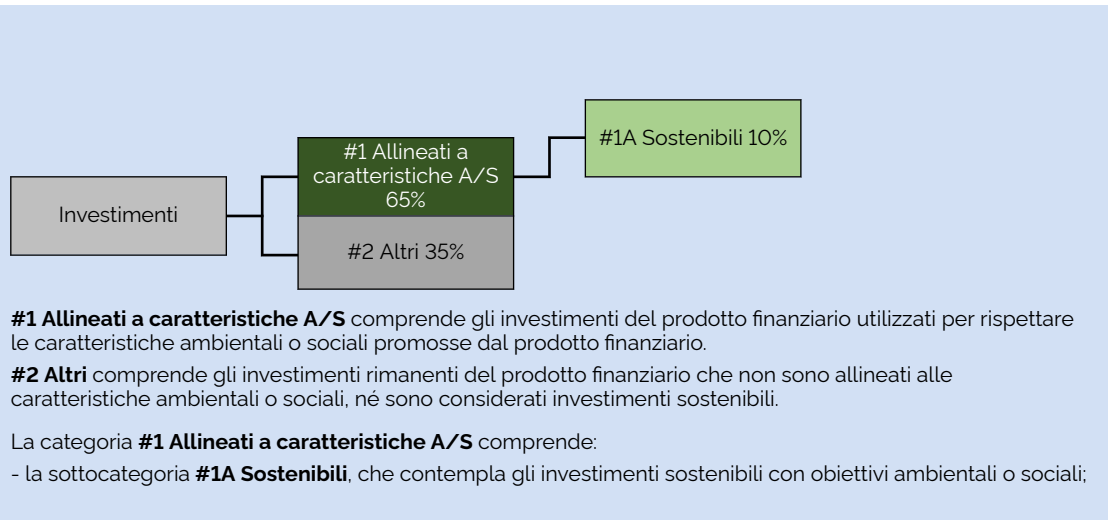 #1A Sostenibili 10%
#1 Allineati a
caratteristiche A/S
65%
Investimenti
#2 Altri 35%
#1 Allineati a caratteristiche A/S comprende gli investimenti del prodotto finanziario utilizzati per rispettare
le caratteristiche ambientali o sociali promosse dal prodotto finanziario.
#2 Altri comprende gli investimenti rimanenti del prodotto finanziario che non sono allineati alle
caratteristiche ambientali o sociali, né sono considerati investimenti sostenibili.
La categoria #1 Allineati a caratteristiche A/S comprende:
- la sottocategoria #1A Sostenibili, che contempla gli investimenti sostenibili con obiettivi ambientali o sociali;